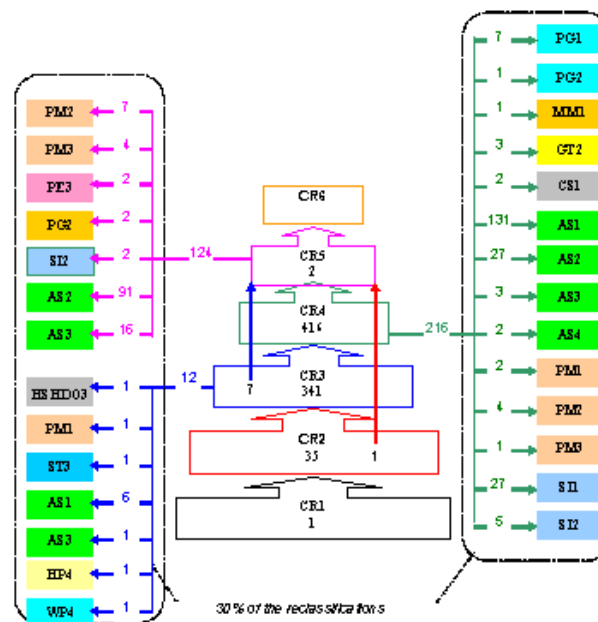 PM2 7
PM3 4
PE3 2
PG2 2
SI2 2
AS2 91
AS3 16
124
HSHD03 1
PM1 1
ST3 1
AS1 6
AS3 1
HP4 1
WP4 1
12
CR6
CR5
2
CR4
416
CR3
7 341
CR2
35 1
CR1
1
216
7 PG1
1 PG2
1 MM1
3 GT2
2 CS1
131 AS1
27 AS2
3 AS3
2 AS4
2 PM1
4 PM2
1 PM3
27 SI1
5 SI2
30% of the reclassifications